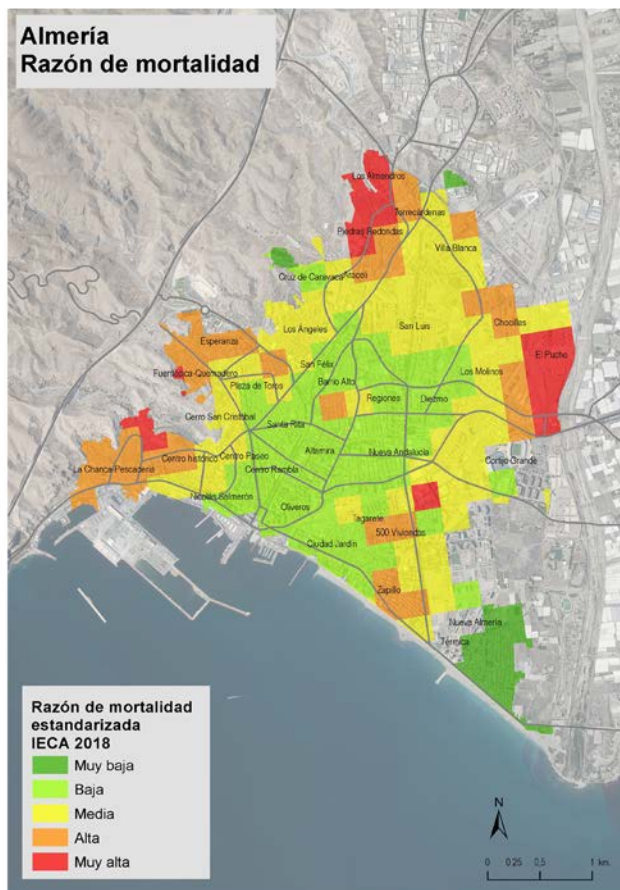 Almería
Razón de mortalidad
Los Almendros
Torrecárdenas
Piedras Redondas
Villa Blanca
Cruz de Caravaca
Araceli
Los Ángeles
San Luis
Chocillas
Esperanza
El Puche
San Félix
Fuentecica-Quemadero
Los Molinos
Plaza de Toros
Barrio Alto
Regiones
Diezmo
Cerro San Cristóbal
Santa Rita
Centro Paseo
Altamira
Nueva Andalucía
Centro histórico
Cortijo Grande
La Chanca-Pescadería
Centro Rambla
Nicolás Salmerón
Oliveros
Tagarete
500 Viviendas
Ciudad Jardín
Zapillo
Nueva Almería
Térmica
Razón de mortalidad
estandarizada
IECA 2018
Muy baja
Baja
Media
Alta
Muy alta
N
0 0.25 0,5 1 km.